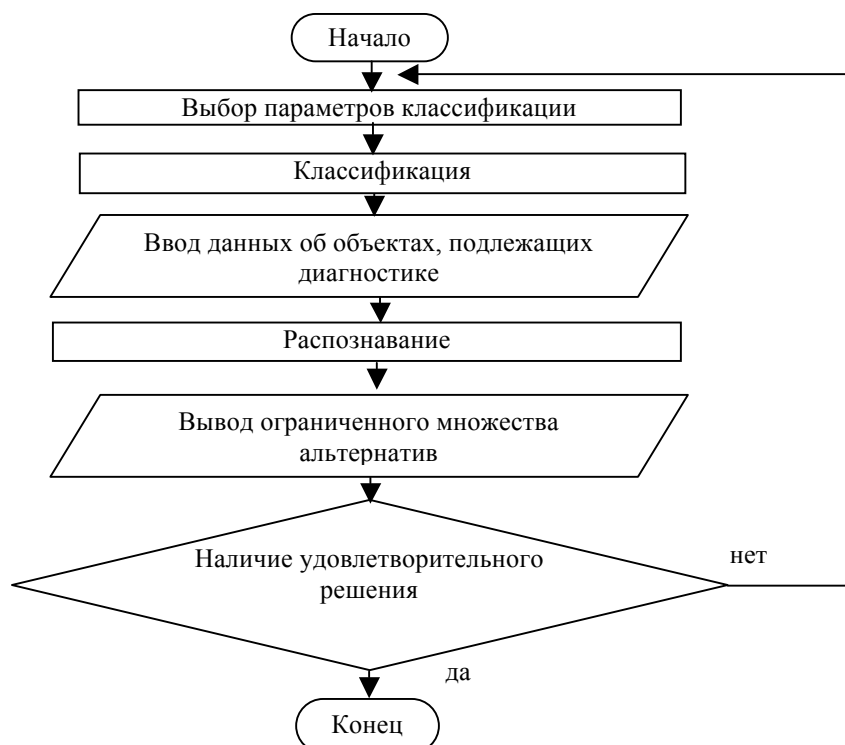 Начало
Выбор параметров классификации
Классификация
Ввод данных об объектах, подлежащих
диагностике
Распознавание
Вывод ограниченного множества
альтернатив
Наличие удовлетворительного
решения
нет
да
Конец